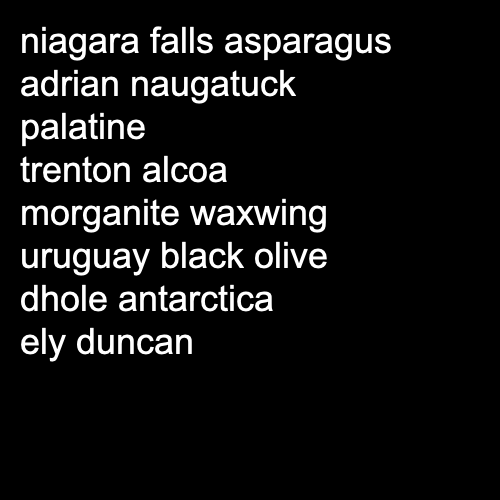 niagara falls asparagus
adrian naugatuck
palatine
trenton alcoa
morganite waxwing
uruguay black olive
dhole antarctica
ely duncan